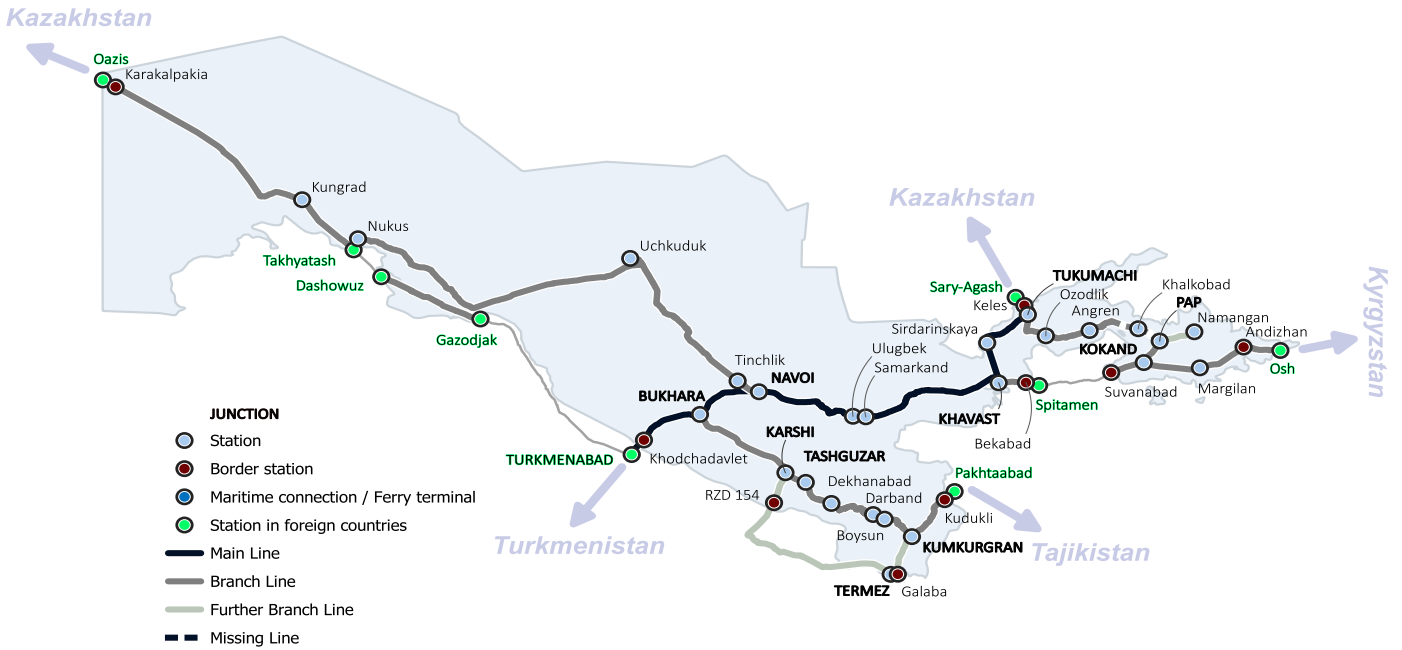 Kazakhstan
Oazis
Karakalpakia
Kungrad
Nukus
Takhyatash
Dashowuz
Gazodjak
Uchkuduk
Kazakhstan
Sary-Agash
Keles
TUKUMACHI
Ozodlik
Angren
Khalkobad
PAP
Namangan
Andizhan
Kyrgyzstan
Osh
Sirdarinskaya
KOKAND
Suvanabad
Margilan
Spitamen
Bekabad
KHAVAST
Ulugbek
Samarkand
Tinchlik
NAVOI
BUKHARA
Khodchadavlet
TURKMENABAD
Turkmenistan
KARSHI
TASHGUZAR
RZD 154
Dekhanabad
Darband
Boysun
Pakhtaabad
Kudukli
KUMKURGRAN
Tajikistan
TERMEZ
Galaba
JUNCTION
Station
Border station
Maritime connection / Ferry terminal
Station in foreign countries
Main Line
Branch Line
Further Branch Line
Missing Line